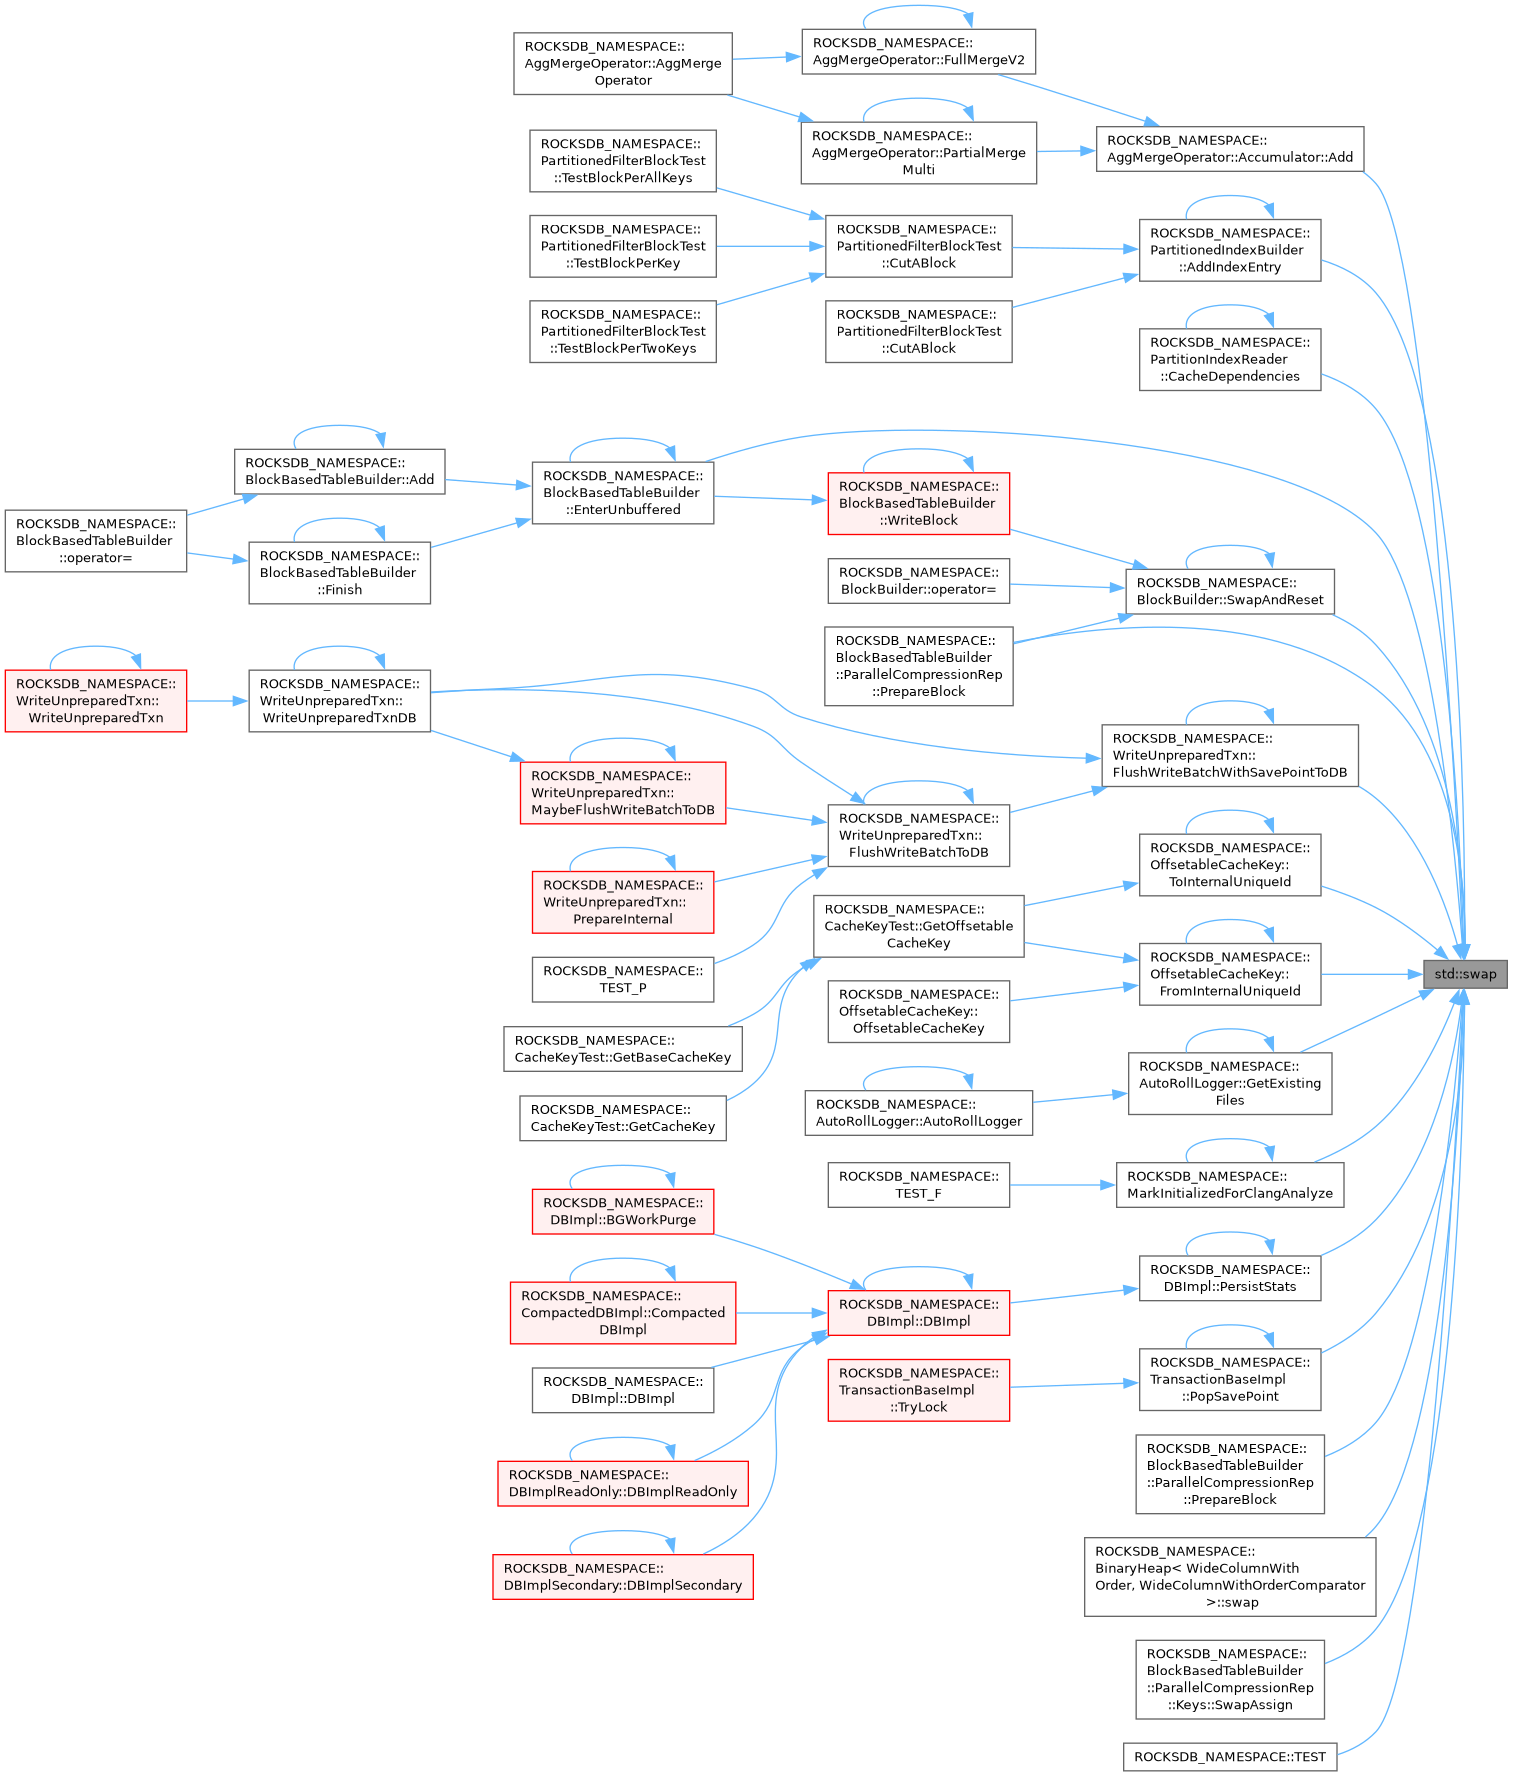 ROCKSDB_NAMESPACE::
AggMergeOperator::AggMerge
Operator
ROCKSDB_NAMESPACE::
AggMergeOperator::FullMergeV2
ROCKSDB_NAMESPACE::
AggMergeOperator::PartialMerge
Multi
ROCKSDB_NAMESPACE::
AggMergeOperator::Accumulator::Add
ROCKSDB_NAMESPACE::
PartitionedFilterBlockTest
::TestBlockPerAllKeys
ROCKSDB_NAMESPACE::
PartitionedFilterBlockTest
::TestBlockPerKey
ROCKSDB_NAMESPACE::
PartitionedFilterBlockTest
::CutABlock
ROCKSDB_NAMESPACE::
PartitionedIndexBuilder
::AddIndexEntry
ROCKSDB_NAMESPACE::
PartitionedFilterBlockTest
::TestBlockPerTwoKeys
ROCKSDB_NAMESPACE::
PartitionedFilterBlockTest
::CutABlock
ROCKSDB_NAMESPACE::
PartitionIndexReader
::CacheDependencies
ROCKSDB_NAMESPACE::
BlockBasedTableBuilder::Add
ROCKSDB_NAMESPACE::
BlockBasedTableBuilder
::EnterUnbuffered
ROCKSDB_NAMESPACE::
BlockBasedTableBuilder
::WriteBlock
ROCKSDB_NAMESPACE::
BlockBasedTableBuilder
::operator=
ROCKSDB_NAMESPACE::
BlockBasedTableBuilder
::Finish
ROCKSDB_NAMESPACE::
BlockBuilder::operator=
ROCKSDB_NAMESPACE::
BlockBuilder::SwapAndReset
ROCKSDB_NAMESPACE::
BlockBasedTableBuilder
::ParallelCompressionRep
::PrepareBlock
ROCKSDB_NAMESPACE::
WriteUnpreparedTxn::
WriteUnpreparedTxn
ROCKSDB_NAMESPACE::
WriteUnpreparedTxn::
WriteUnpreparedTxnDB
ROCKSDB_NAMESPACE::
WriteUnpreparedTxn::
FlushWriteBatchWithSavePointToDB
ROCKSDB_NAMESPACE::
WriteUnpreparedTxn::
MaybeFlushWriteBatchToDB
ROCKSDB_NAMESPACE::
WriteUnpreparedTxn::
FlushWriteBatchToDB
ROCKSDB_NAMESPACE::
OffsetableCacheKey::
ToInternalUniqueId
ROCKSDB_NAMESPACE::
WriteUnpreparedTxn::
PrepareInternal
ROCKSDB_NAMESPACE::
CacheKeyTest::GetOffsetable
CacheKey
ROCKSDB_NAMESPACE::
OffsetableCacheKey::
FromInternalUniqueId
std::swap
ROCKSDB_NAMESPACE::
TEST_P
ROCKSDB_NAMESPACE::
OffsetableCacheKey::
OffsetableCacheKey
ROCKSDB_NAMESPACE::
CacheKeyTest::GetBaseCacheKey
ROCKSDB_NAMESPACE::
AutoRollLogger::GetExisting
Files
ROCKSDB_NAMESPACE::
CacheKeyTest::GetCacheKey
ROCKSDB_NAMESPACE::
AutoRollLogger::AutoRollLogger
ROCKSDB_NAMESPACE::
TEST_F
ROCKSDB_NAMESPACE::
MarkInitializedForClangAnalyze
ROCKSDB_NAMESPACE::
DBImpl::BGWorkPurge
ROCKSDB_NAMESPACE::
DBImpl::PersistStats
ROCKSDB_NAMESPACE::
CompactedDBImpl::Compacted
DBImpl
ROCKSDB_NAMESPACE::
DBImpl::DBImpl
ROCKSDB_NAMESPACE::
DBImpl::DBImpl
ROCKSDB_NAMESPACE::
TransactionBaseImpl
::TryLock
ROCKSDB_NAMESPACE::
TransactionBaseImpl
::PopSavePoint
ROCKSDB_NAMESPACE::
DBImplReadOnly::DBImplReadOnly
ROCKSDB_NAMESPACE::
BlockBasedTableBuilder
::ParallelCompressionRep
::PrepareBlock
ROCKSDB_NAMESPACE::
DBImplSecondary::DBImplSecondary
ROCKSDB_NAMESPACE::
BinaryHeap< WideColumnWith
Order, WideColumnWithOrderComparator
>::swap
ROCKSDB_NAMESPACE::
BlockBasedTableBuilder
::ParallelCompressionRep
::Keys::SwapAssign
ROCKSDB_NAMESPACE::TEST